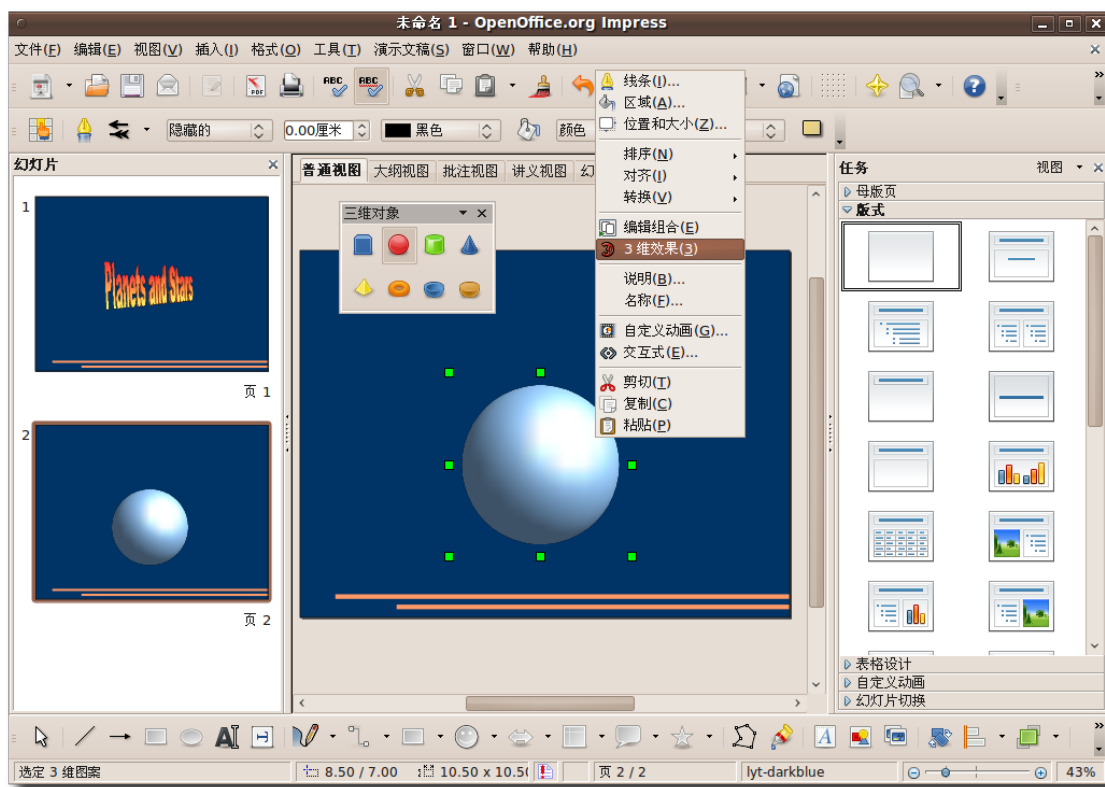 未命名 1 - OpenOffice.org Impress
文件(F) 编辑(E) 视图(V) 插入(I) 格式(O) 工具(T) 演示文稿(S) 窗口(W) 帮助(H)
PDF ABC ABC
隐藏的 0.00厘米 黑色 颜色
幻灯片
1
Planets and Stars
页 1
2
页 2
普通视图 大纲视图 批注视图 讲义视图 幻
三维对象
线条(I)...
区域(A)...
位置和大小(Z)...
排序(N)
对齐(I)
转换(V)
编辑组合(E)
3 维效果(3)
说明(B)...
名称(F)...
自定义动画(G)...
交互式(E)...
剪切(T)
复制(C)
粘贴(P)
任务 视图
母版页
版式
表格设计
自定义动画
幻灯片切换
选定 3 维图案 8.50 / 7.00 10.50 x 10.50 页 2 / 2 lyt-darkblue 43%